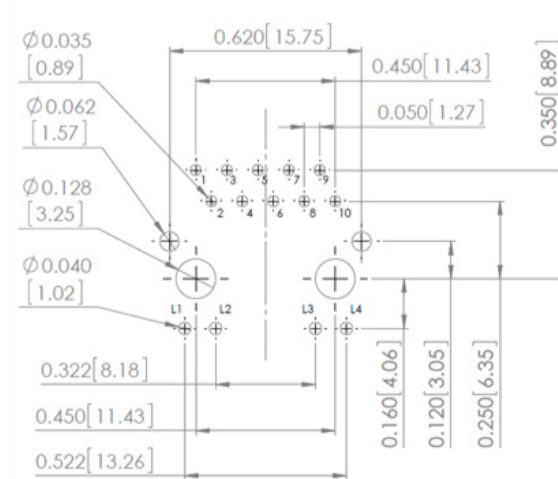 Ø0.035
[0.89]
0.620[15.75]
0.450[11.43]
0.350[8.89]
Ø0.062
[1.57]
0.050[1.27]
1 3 5 7 9
Ø0.128
[3.25]
2 4 6 8 10
Ø0.040
[1.02]
L1 L2 L3 L4
0.322[8.18]
0.450[11.43]
0.522[13.26]
0.160[4.06]
0.120[3.05]
0.250[6.35]